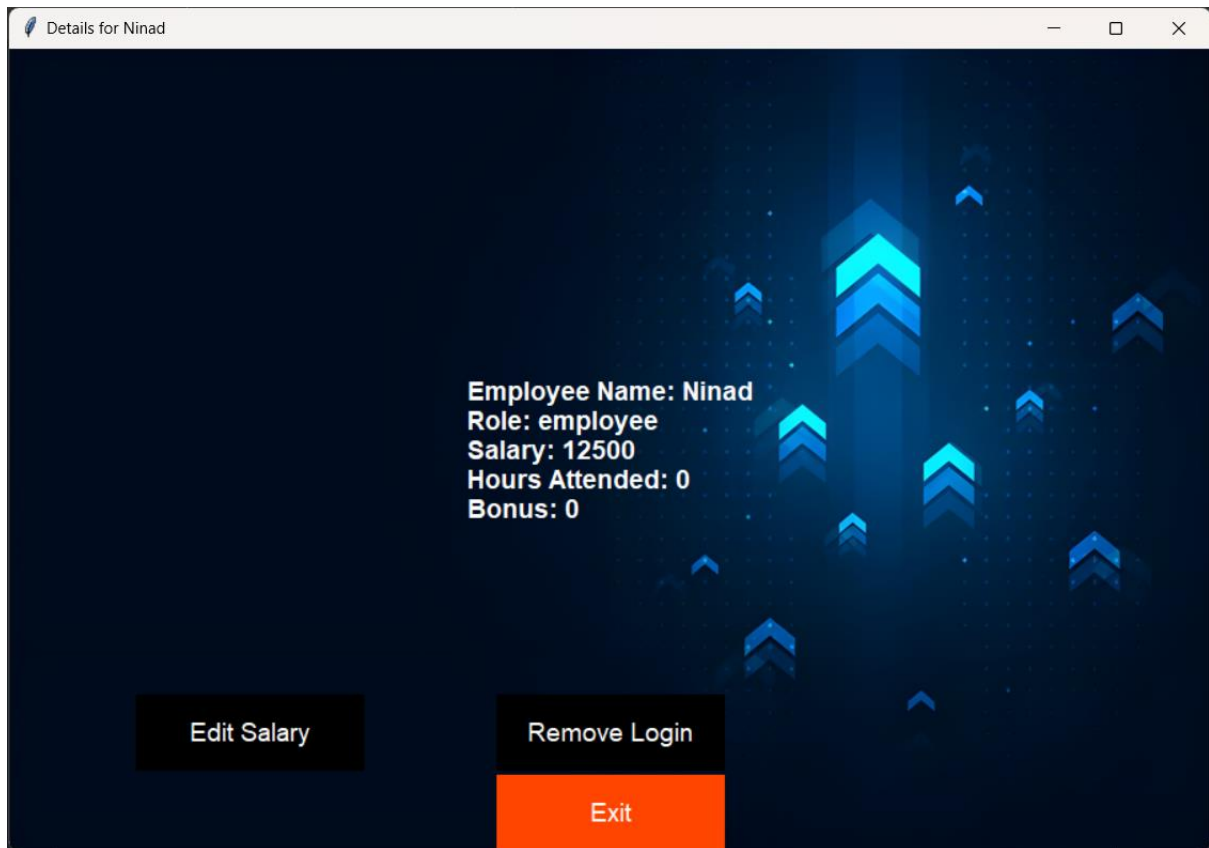 Details for Ninad
Employee Name: Ninad
Role: employee
Salary: 12500
Hours Attended: 0
Bonus: 0
Edit Salary
Remove Login
Exit